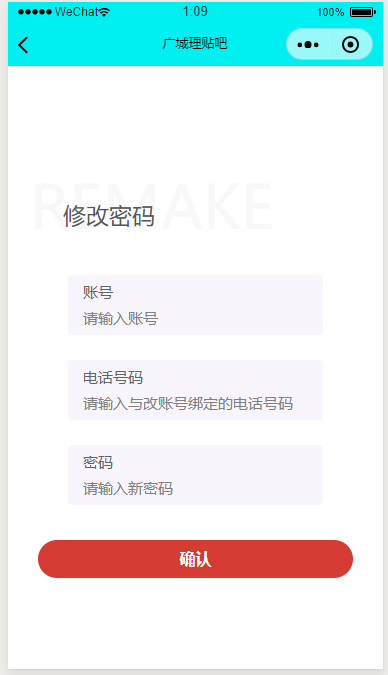 ●●●●● WeChat 1:09 100%
广城理贴吧
REMAKE
修改密码
账号
请输入账号
电话号码
请输入与改账号绑定的电话号码
密码
请输入新密码
确认